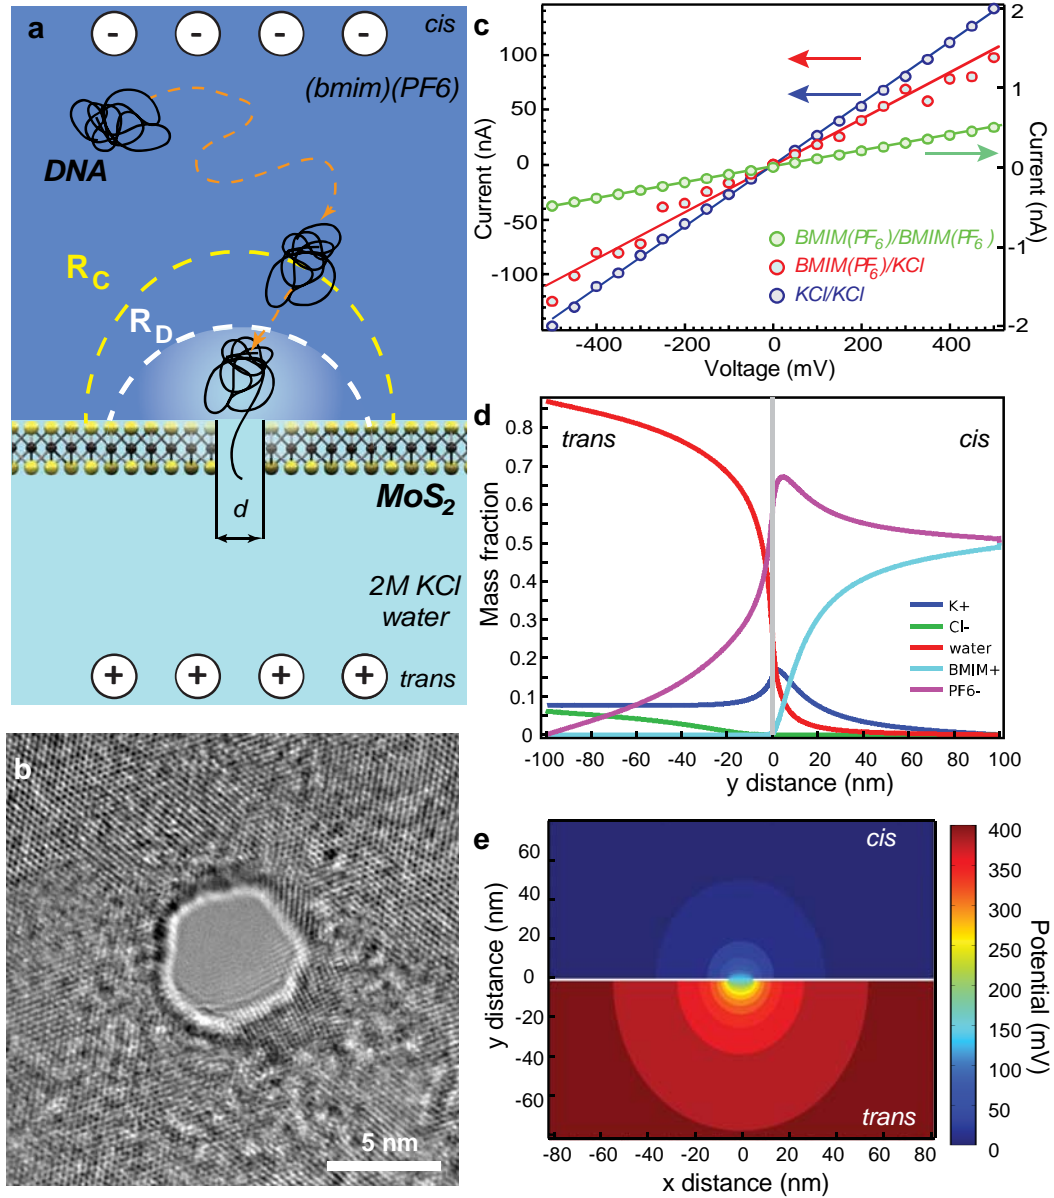 a
- - - -
cis
(bmim)(PF6)
DNA
R_C
R_D
MoS₂
d
2M KCl
water
+ + + +
trans
b
5 nm
c
Current (nA)
100
50
0
-50
-100
2
1
0
-1
-2
Current (nA)
BMIM(PF₆)/BMIM(PF₆)
BMIM(PF₆)/KCl
KCl/KCl
-400 -200 0 200 400
Voltage (mV)
d
trans
cis
Mass fraction
0.8
0.7
0.6
0.5
0.4
0.3
0.2
0.1
0
K+
Cl-
water
BMIM+
PF6-
-100 -80 -60 -40 -20 0 20 40 60 80 100
y distance (nm)
e
cis
trans
y distance (nm)
60
40
20
0
-20
-40
-60
-80 -60 -40 -20 0 20 40 60 80
x distance (nm)
400
350
300
250
200
150
100
50
0
Potential (mV)